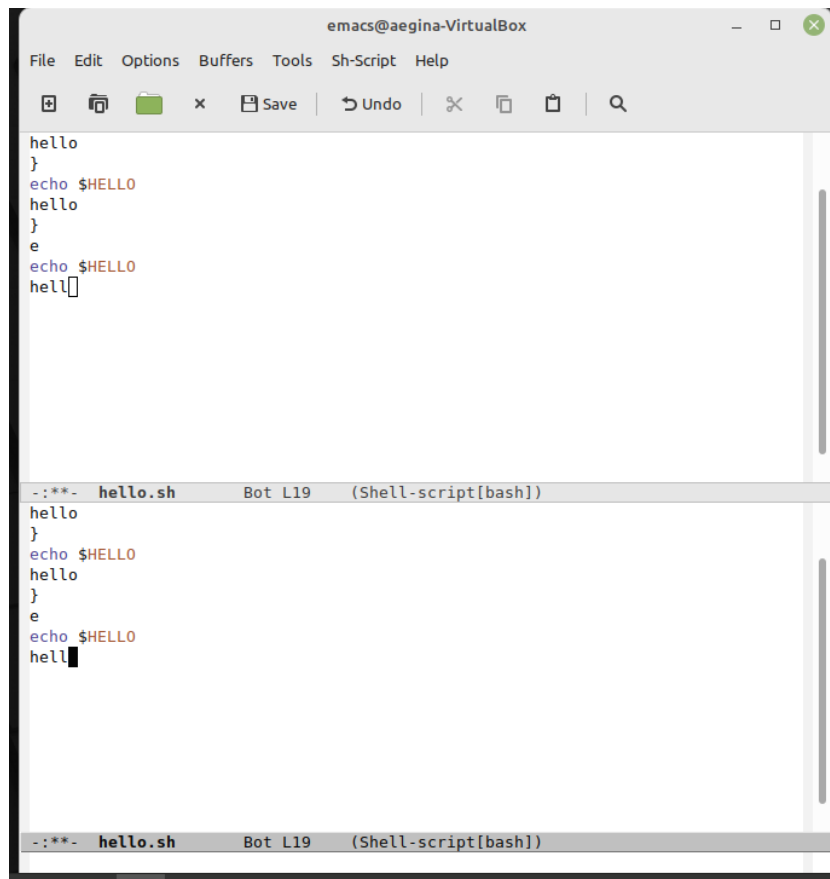 emacs@aegina-VirtualBox
File Edit Options Buffers Tools Sh-Script Help
Save Undo
hello
}
echo $HELLO
hello
}
e
echo $HELLO
hell
-:**- hello.sh Bot L19 (Shell-script[bash])
hello
}
echo $HELLO
hello
}
e
echo $HELLO
hell
-:**- hello.sh Bot L19 (Shell-script[bash])